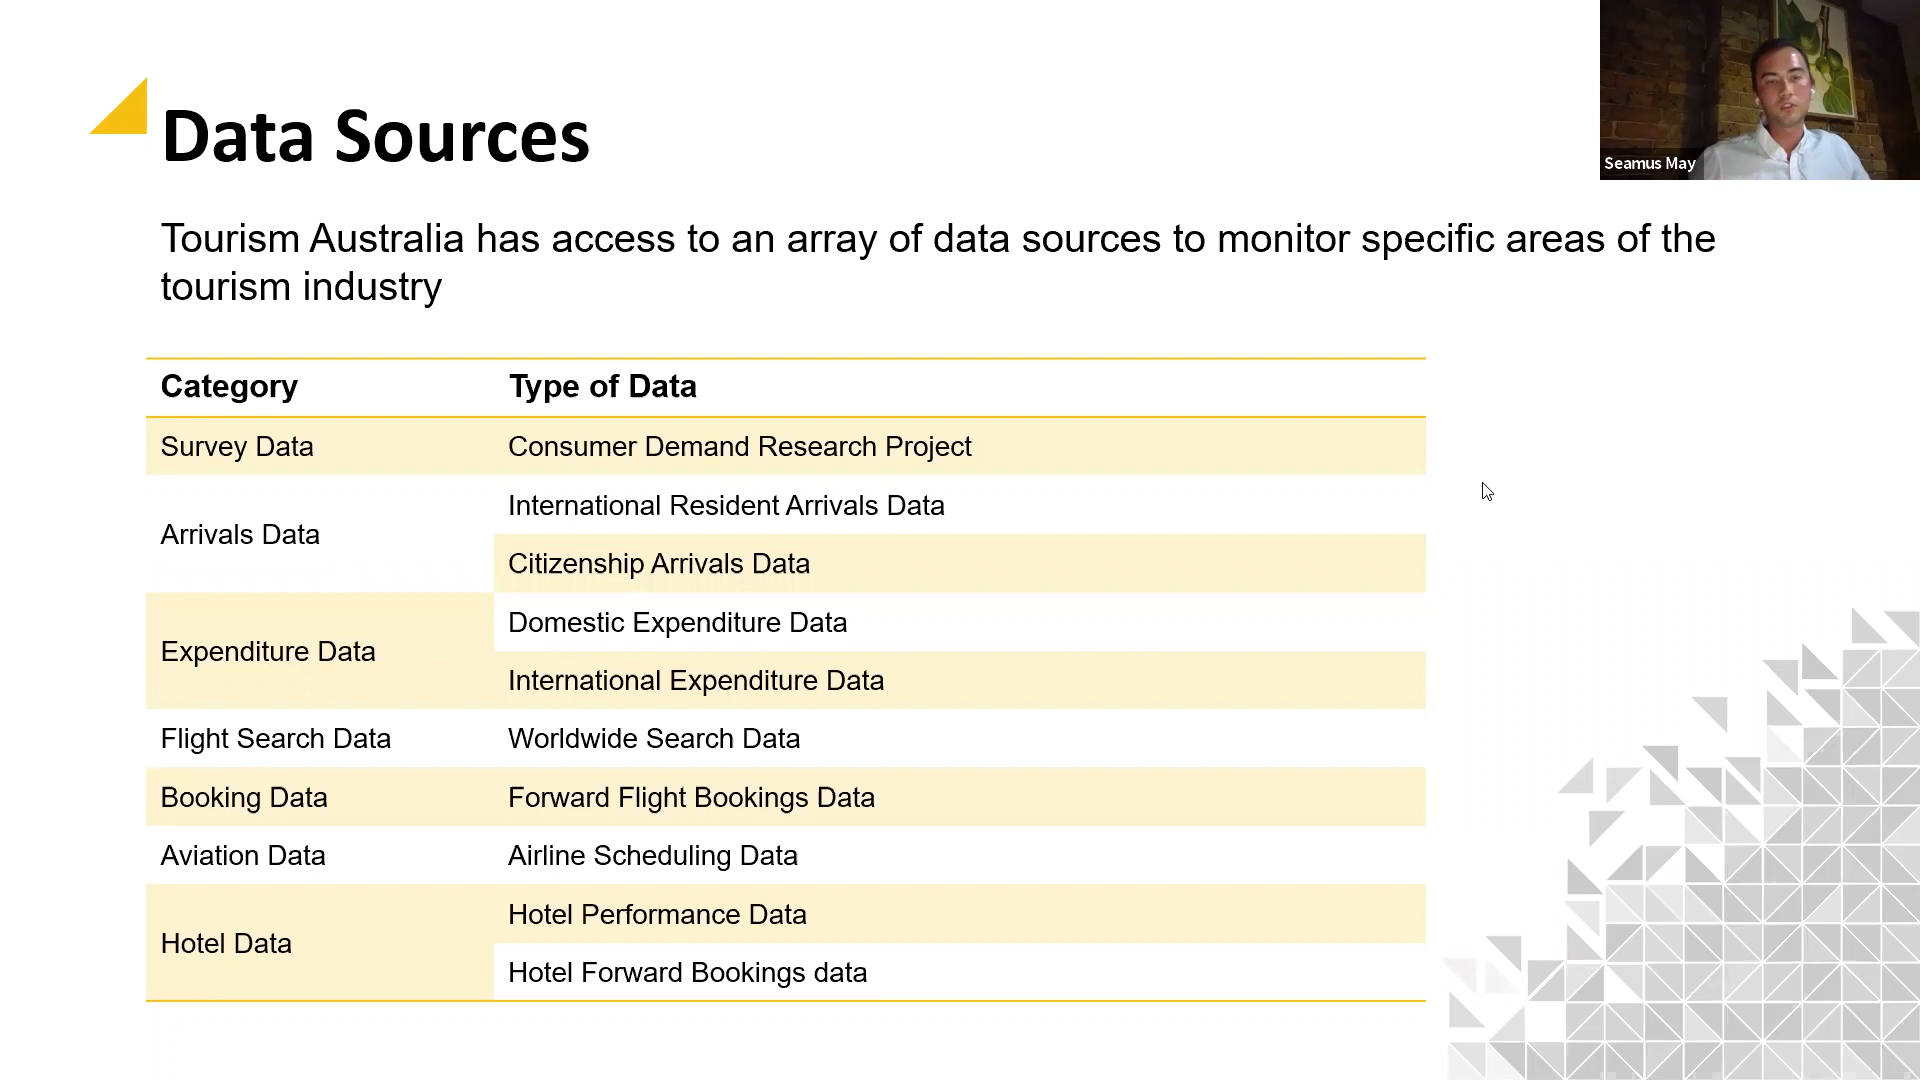 Data Sources
Seamus May
Tourism Australia has access to an array of data sources to monitor specific areas of the
tourism industry
Category Type of Data
Survey Data Consumer Demand Research Project
Arrivals Data International Resident Arrivals Data
Citizenship Arrivals Data
Expenditure Data Domestic Expenditure Data
International Expenditure Data
Flight Search Data Worldwide Search Data
Booking Data Forward Flight Bookings Data
Aviation Data Airline Scheduling Data
Hotel Data Hotel Performance Data
Hotel Forward Bookings data